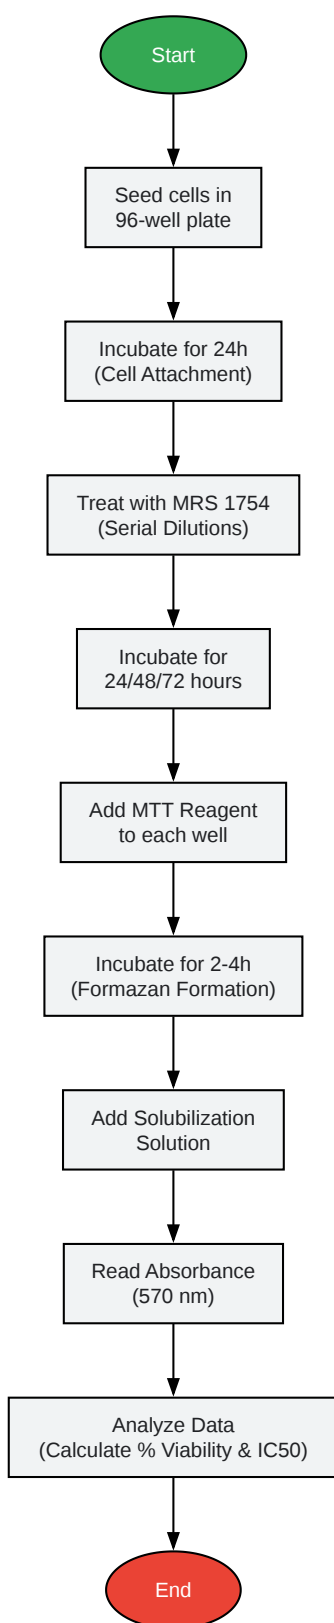 Start
Seed cells in
96-well plate
Incubate for 24h
(Cell Attachment)
Treat with MRS 1754
(Serial Dilutions)
Incubate for
24/48/72 hours
Add MTT Reagent
to each well
Incubate for 2-4h
(Formazan Formation)
Add Solubilization
Solution
Read Absorbance
(570 nm)
Analyze Data
(Calculate % Viability & IC50)
End